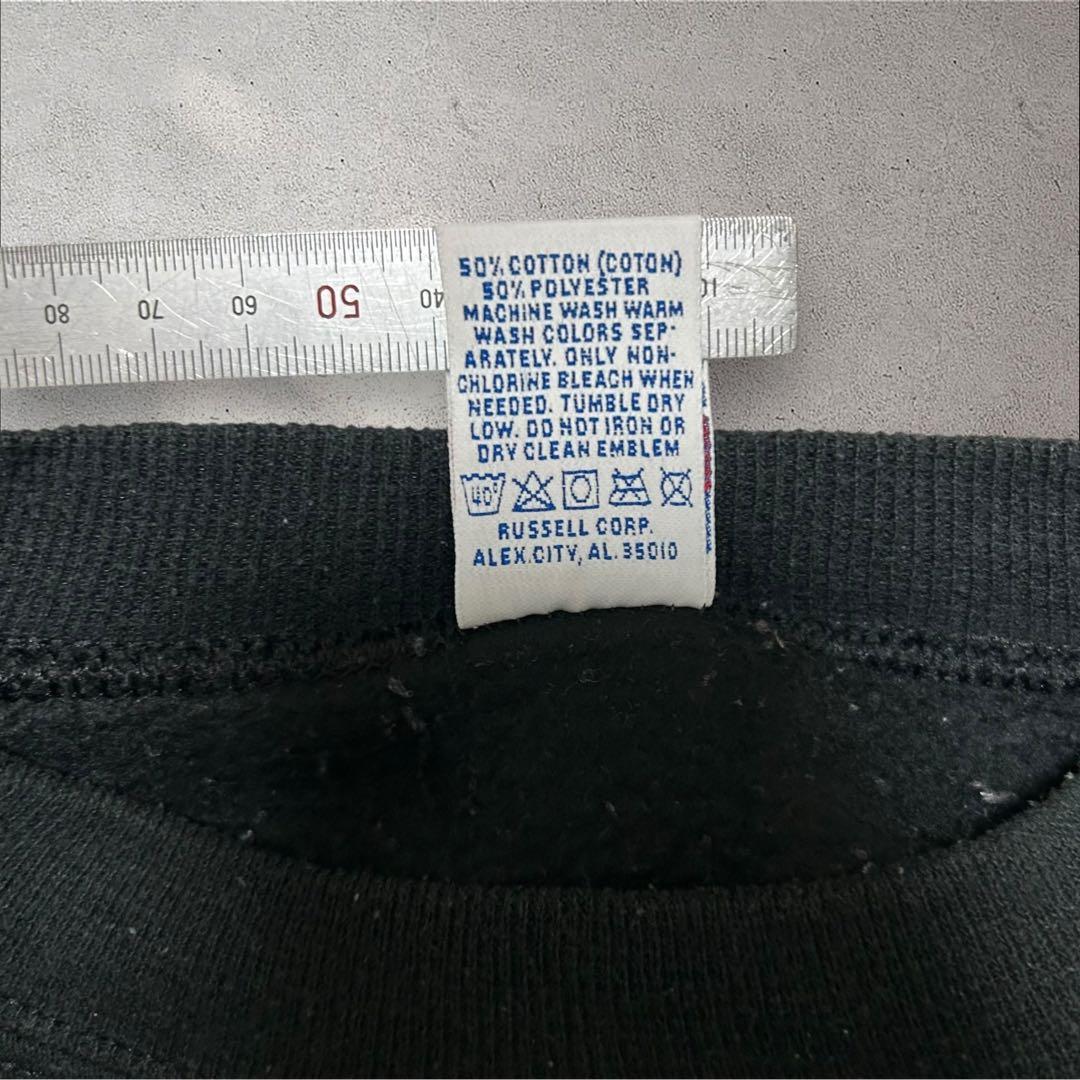 50% COTTON (COTON)
50% POLYESTER
MACHINE WASH WARM
WASH COLORS SEP-
ARATELY. ONLY NON-
CHLORINE BLEACH WHEN
NEEDED. TUMBLE DRY
LOW. DO NOT IRON OR
DRY CLEAN EMBLEM
40°
RUSSELL CORP.
ALEX.CITY, AL. 35010
80 70 60 50 40 10